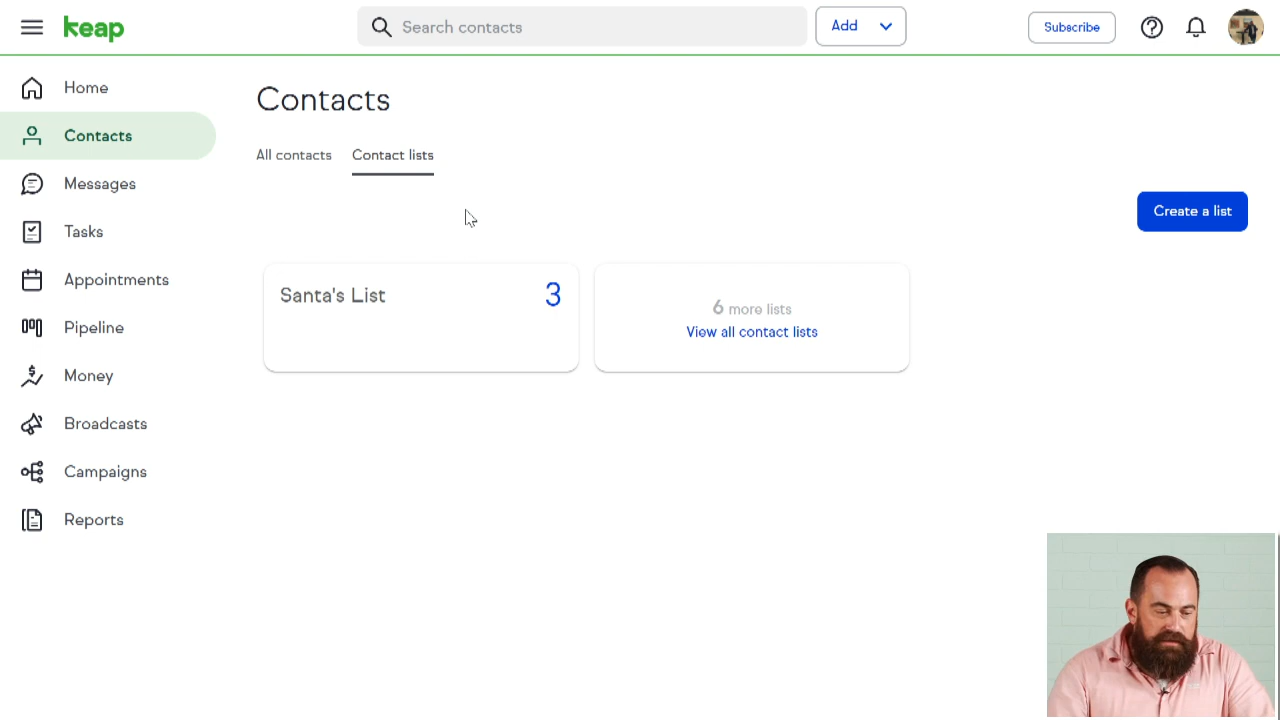 keap
Search contacts
Add
Subscribe
Home
Contacts
Messages
Tasks
Appointments
Pipeline
Money
Broadcasts
Campaigns
Reports
Contacts
All contacts
Contact lists
Create a list
Santa's List
3
6 more lists
View all contact lists